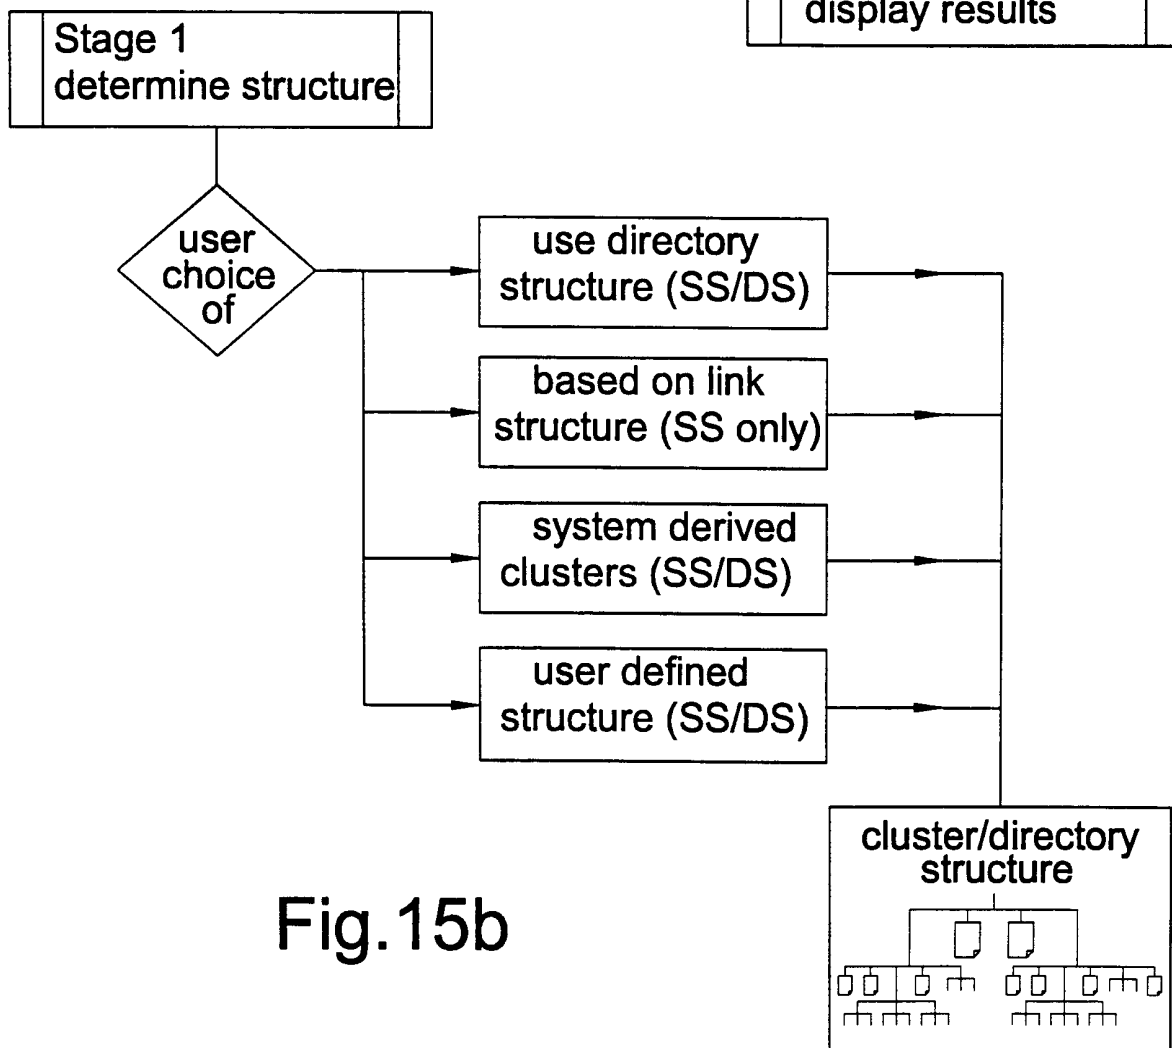 display results
Stage 1
determine structure
user
choice
of
use directory
structure (SS/DS)
based on link
structure (SS only)
system derived
clusters (SS/DS)
user defined
structure (SS/DS)
cluster/directory
structure
Fig.15b